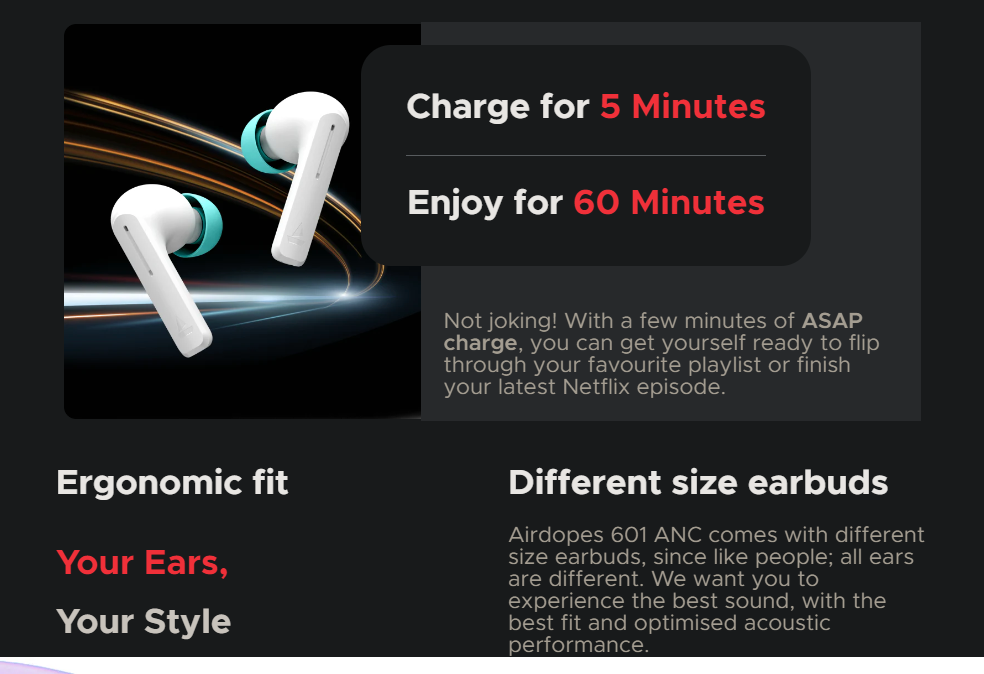 Charge for 5 Minutes
Enjoy for 60 Minutes
Not joking! With a few minutes of ASAP
charge, you can get yourself ready to flip
through your favourite playlist or finish
your latest Netflix episode.
Ergonomic fit
Your Ears,
Your Style
Different size earbuds
Airdopes 601 ANC comes with different
size earbuds, since like people; all ears
are different. We want you to
experience the best sound, with the
best fit and optimised acoustic
performance.